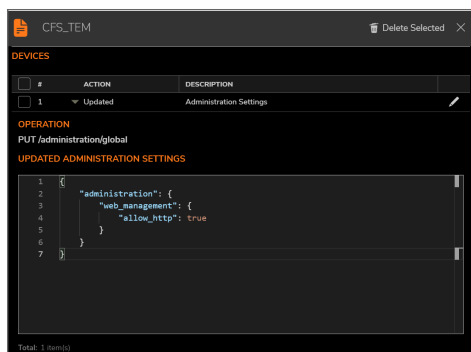 CFS_TEM Delete Selected
DEVICES
# ACTION DESCRIPTION
1 Updated Administration Settings
OPERATION
PUT /administration/global
UPDATED ADMINISTRATION SETTINGS
1 {
2 "administration": {
3 "web_management": {
4 "allow_http": true
5 }
6 }
7 }
Total: 1 item(s)